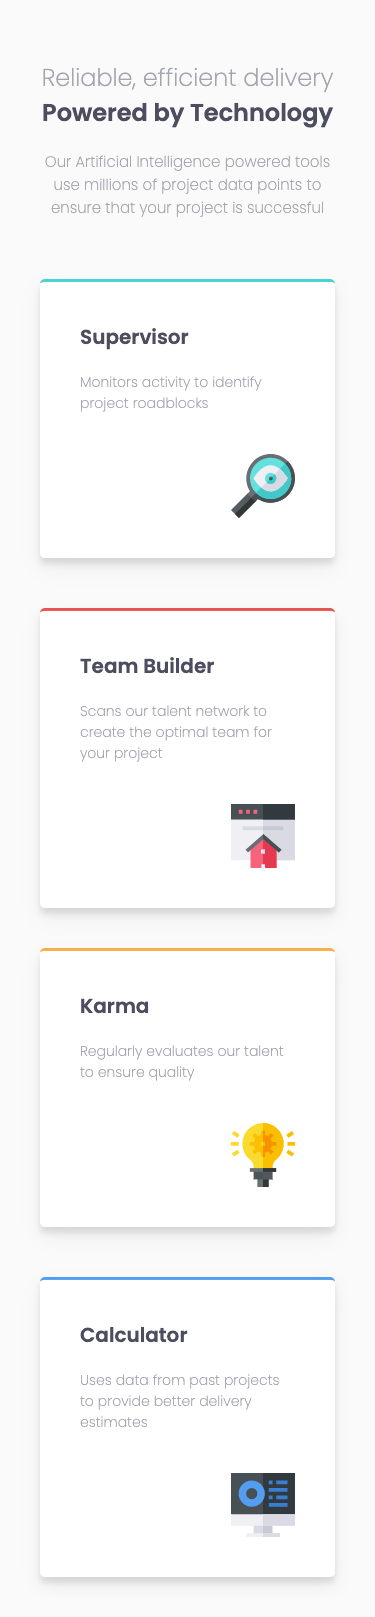 Reliable, efficient delivery
Powered by Technology
Our Artificial Intelligence powered tools
use millions of project data points to
ensure that your project is successful
Supervisor
Monitors activity to identify
project roadblocks
Team Builder
Scans our talent network to
create the optimal team for
your project
Karma
Regularly evaluates our talent
to ensure quality
Calculator
Uses data from past projects
to provide better delivery
estimates